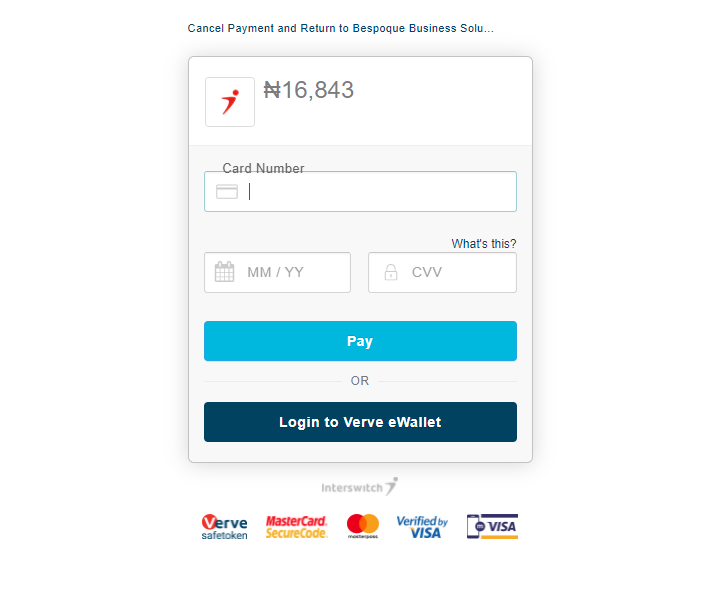 Cancel Payment and Return to Bespoque Business Solu...
₦16,843
Card Number
What's this?
MM / YY
CVV
Pay
OR
Login to Verve eWallet
Interswitch
Verve
safetoken
MasterCard.
SecureCode.
masterpass
Verified by
VISA
VISA